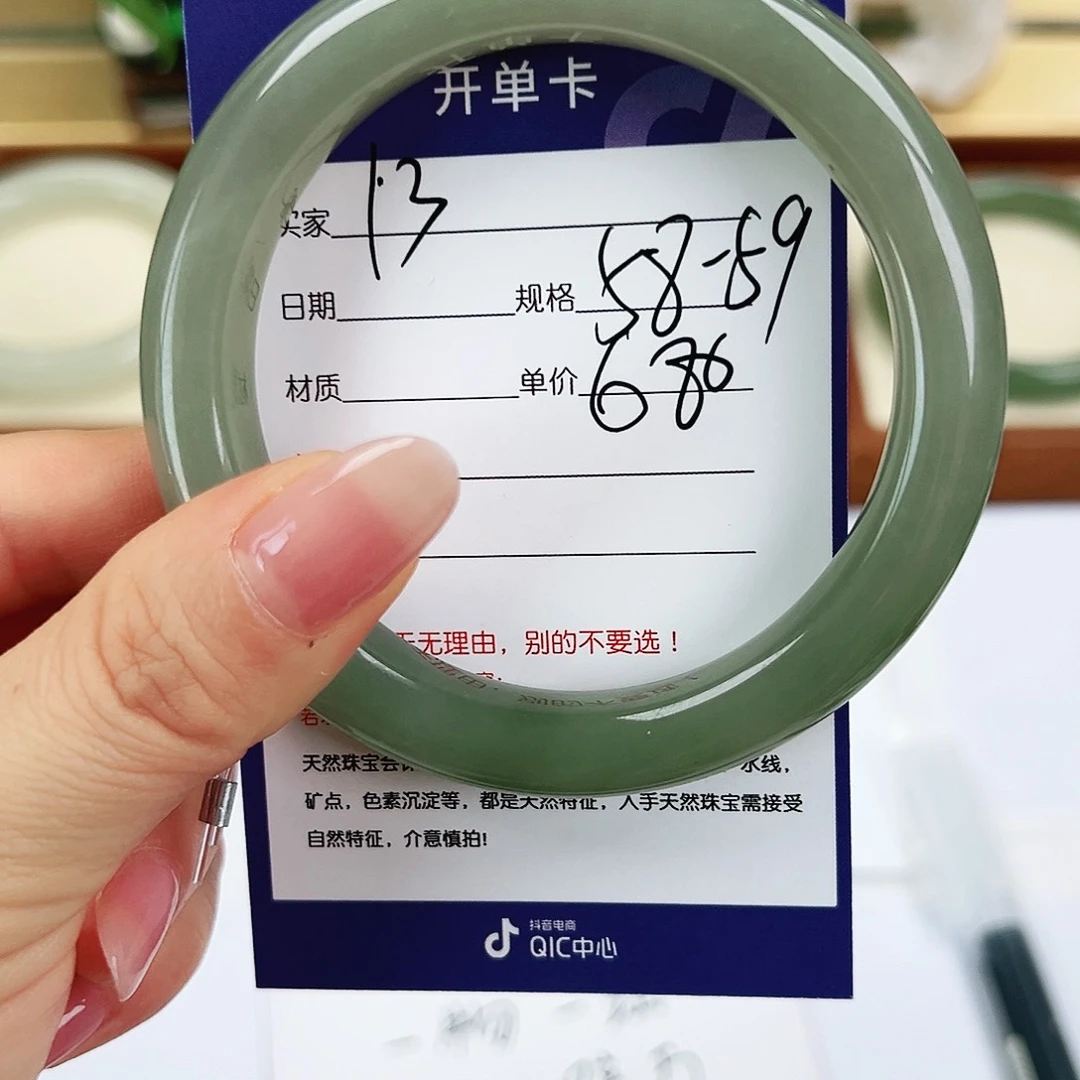 开单卡
买家 13
日期 规格 58-59
材质 单价 680
无理由，别的不要选！
天然珠宝会 水线，
矿点，色素沉淀等，都是天然特征，入手天然珠宝需接受
自然特征，介意慎拍！
抖音电商
QIC中心